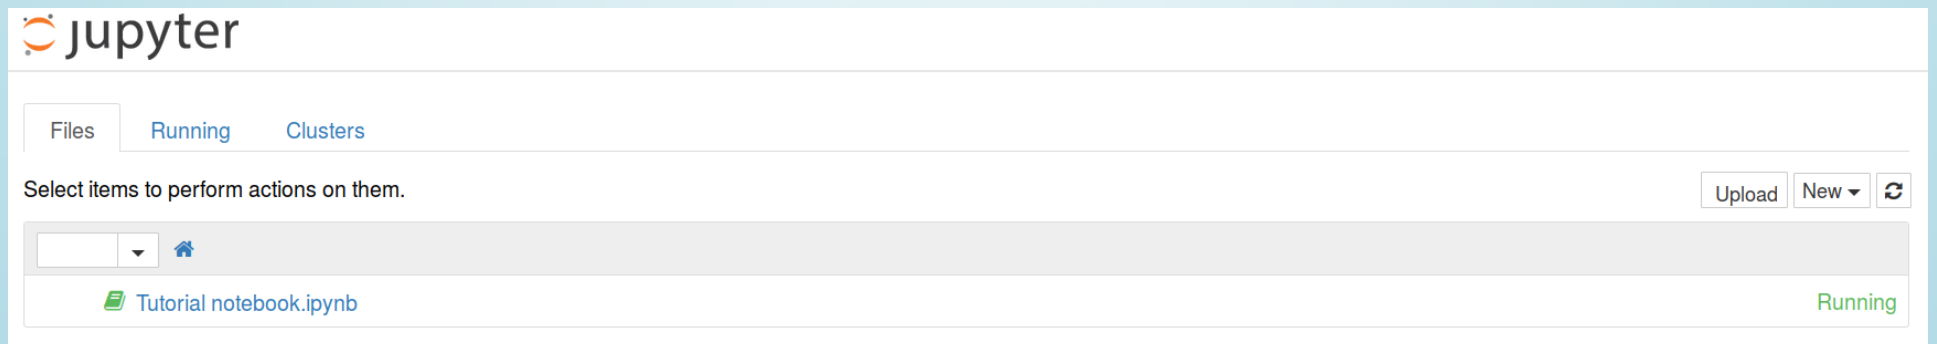 jupyter
Files Running Clusters
Select items to perform actions on them. Upload New
Tutorial notebook.ipynb Running